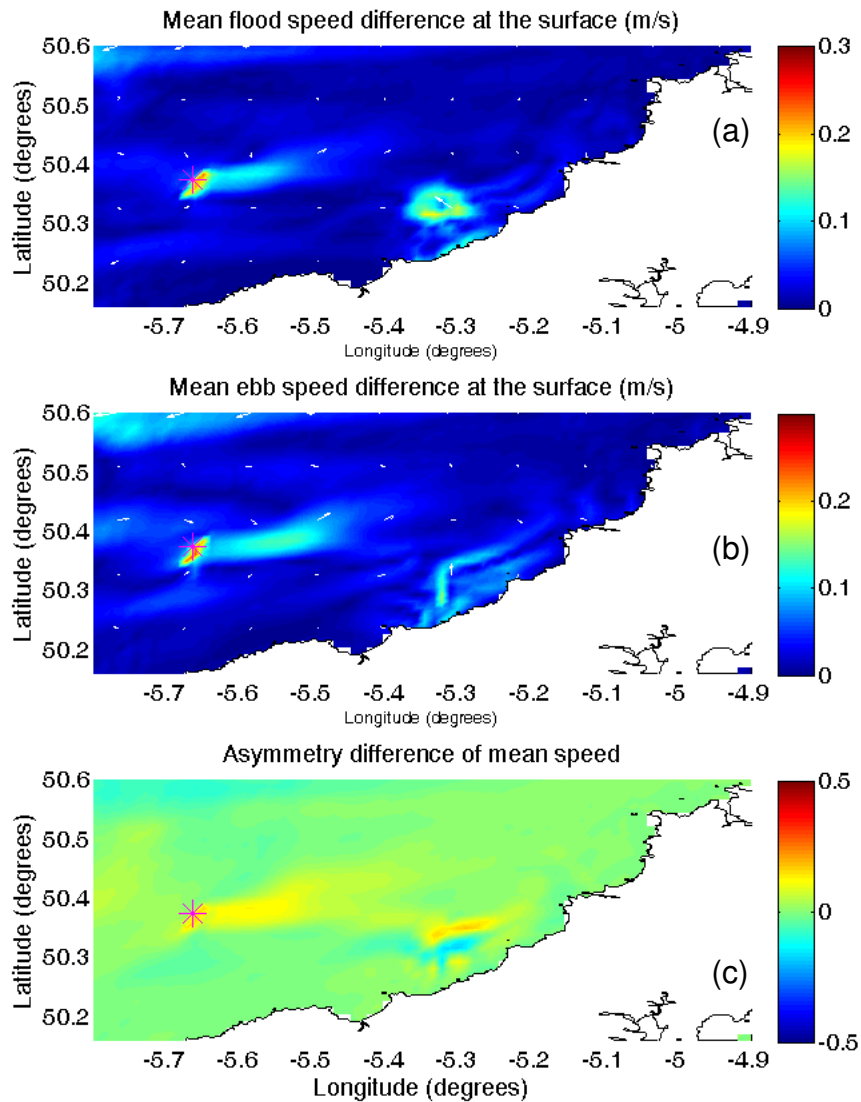 Mean flood speed difference at the surface (m/s)
50.6
50.5
50.4
50.3
50.2
Latitude (degrees)
(a)
0.3
0.2
0.1
0
-5.7 -5.6 -5.5 -5.4 -5.3 -5.2 -5.1 -5 -4.9
Longitude (degrees)
Mean ebb speed difference at the surface (m/s)
50.6
50.5
50.4
50.3
50.2
Latitude (degrees)
(b)
0.2
0.1
0
-5.7 -5.6 -5.5 -5.4 -5.3 -5.2 -5.1 -5 -4.9
Longitude (degrees)
Asymmetry difference of mean speed
50.6
50.5
50.4
50.3
50.2
Latitude (degrees)
(c)
0.5
0
-0.5
-5.7 -5.6 -5.5 -5.4 -5.3 -5.2 -5.1 -5 -4.9
Longitude (degrees)